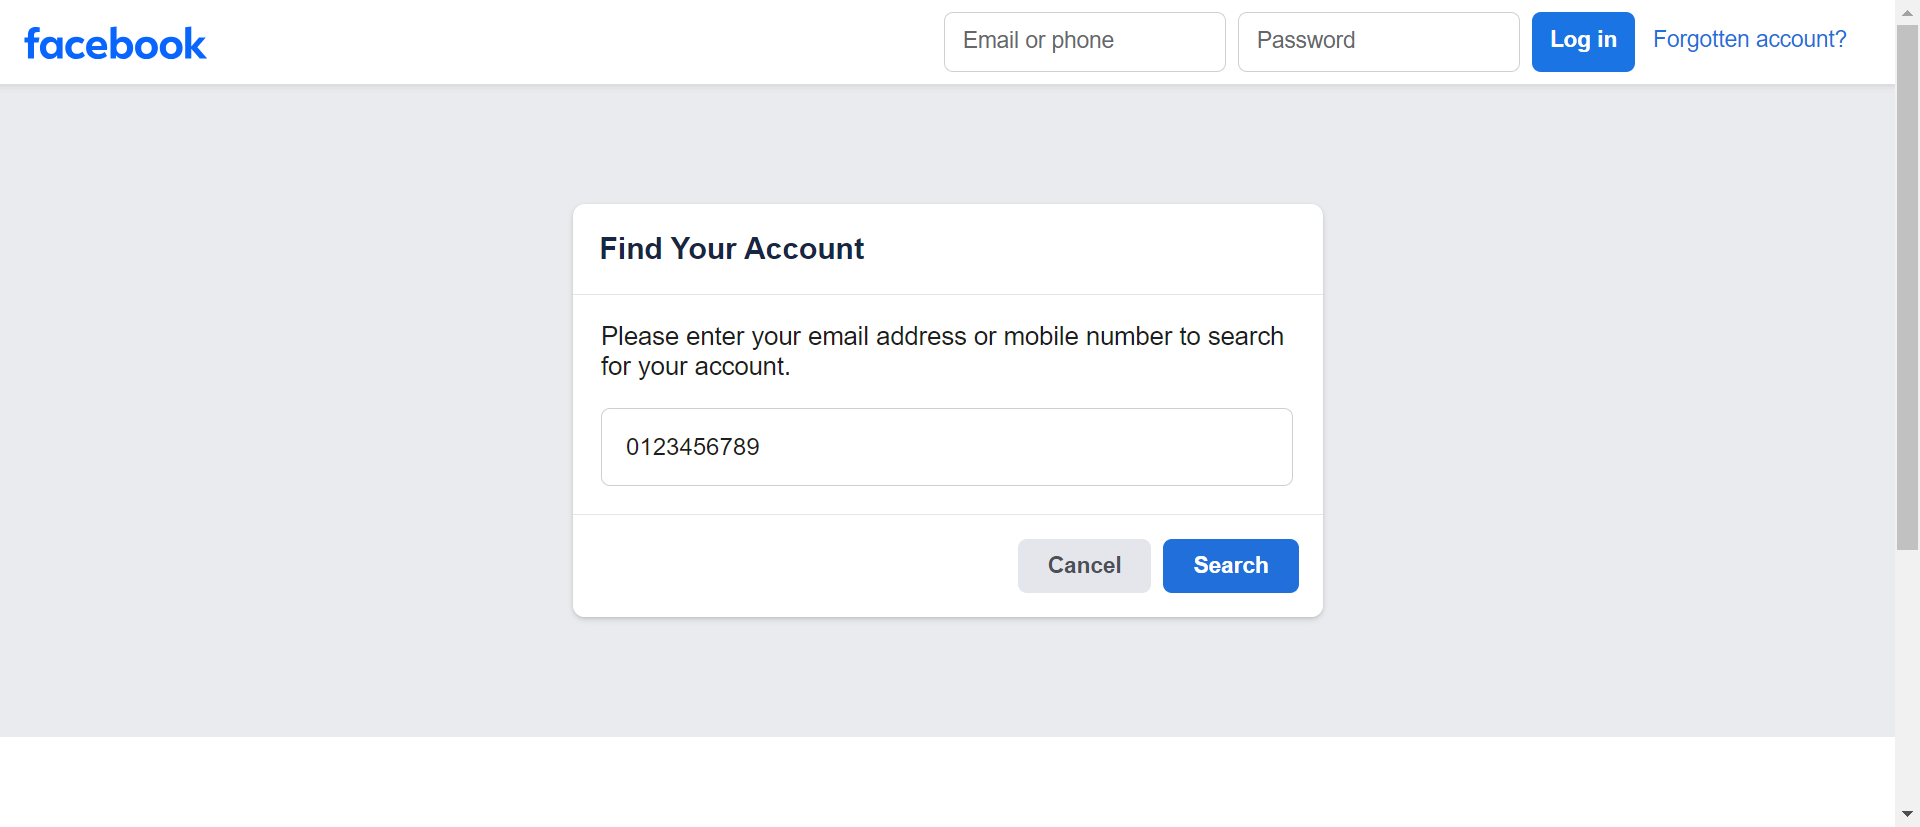 facebook
Email or phone
Password
Log in
Forgotten account?
Find Your Account
Please enter your email address or mobile number to search
for your account.
0123456789
Cancel
Search